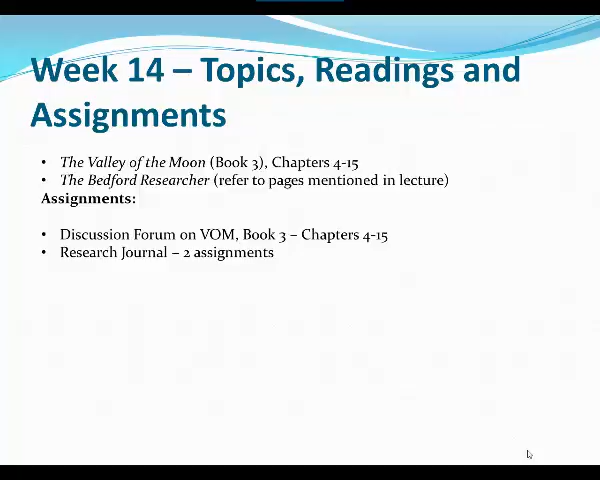 Week 14 – Topics, Readings and
Assignments
• The Valley of the Moon (Book 3), Chapters 4-15
• The Bedford Researcher (refer to pages mentioned in lecture)
Assignments:
• Discussion Forum on VOM, Book 3 – Chapters 4-15
• Research Journal – 2 assignments